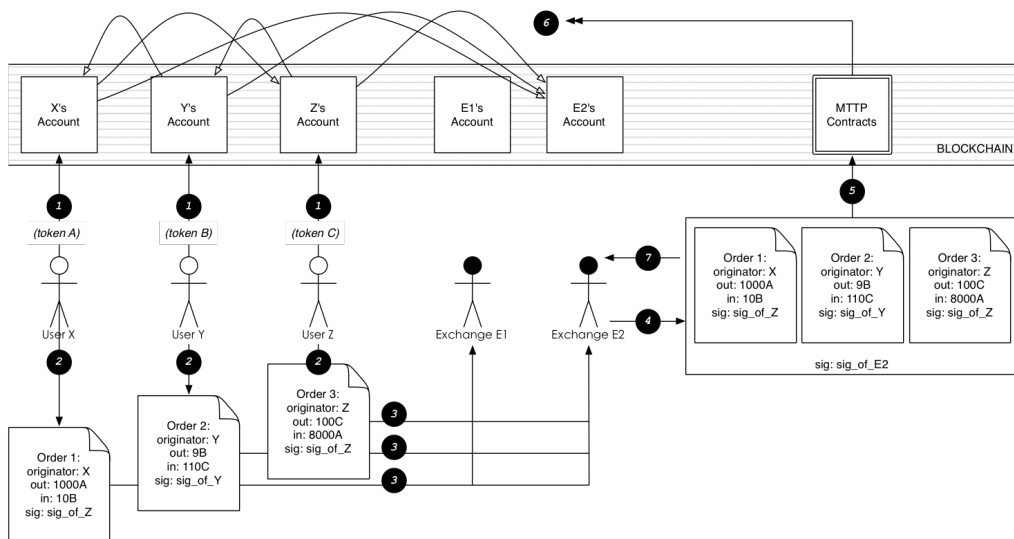 6
X's
Account
Y's
Account
Z's
Account
E1's
Account
E2's
Account
MTTP
Contracts
BLOCKCHAIN
1
1
1
5
(token A)
(token B)
(token C)
User X
User Y
User Z
Exchange E1
Exchange E2
7
4
Order 1:
originator: X
out: 1000A
in: 10B
sig: sig_of_Z
Order 2:
originator: Y
out: 9B
in: 110C
sig: sig_of_Y
Order 3:
originator: Z
out: 100C
in: 8000A
sig: sig_of_Z
sig: sig_of_E2
2
2
2
Order 3:
originator: Z
out: 100C
in: 8000A
sig: sig_of_Z
Order 2:
originator: Y
out: 9B
in: 110C
sig: sig_of_Y
Order 1:
originator: X
out: 1000A
in: 10B
sig: sig_of_Z
3
3
3